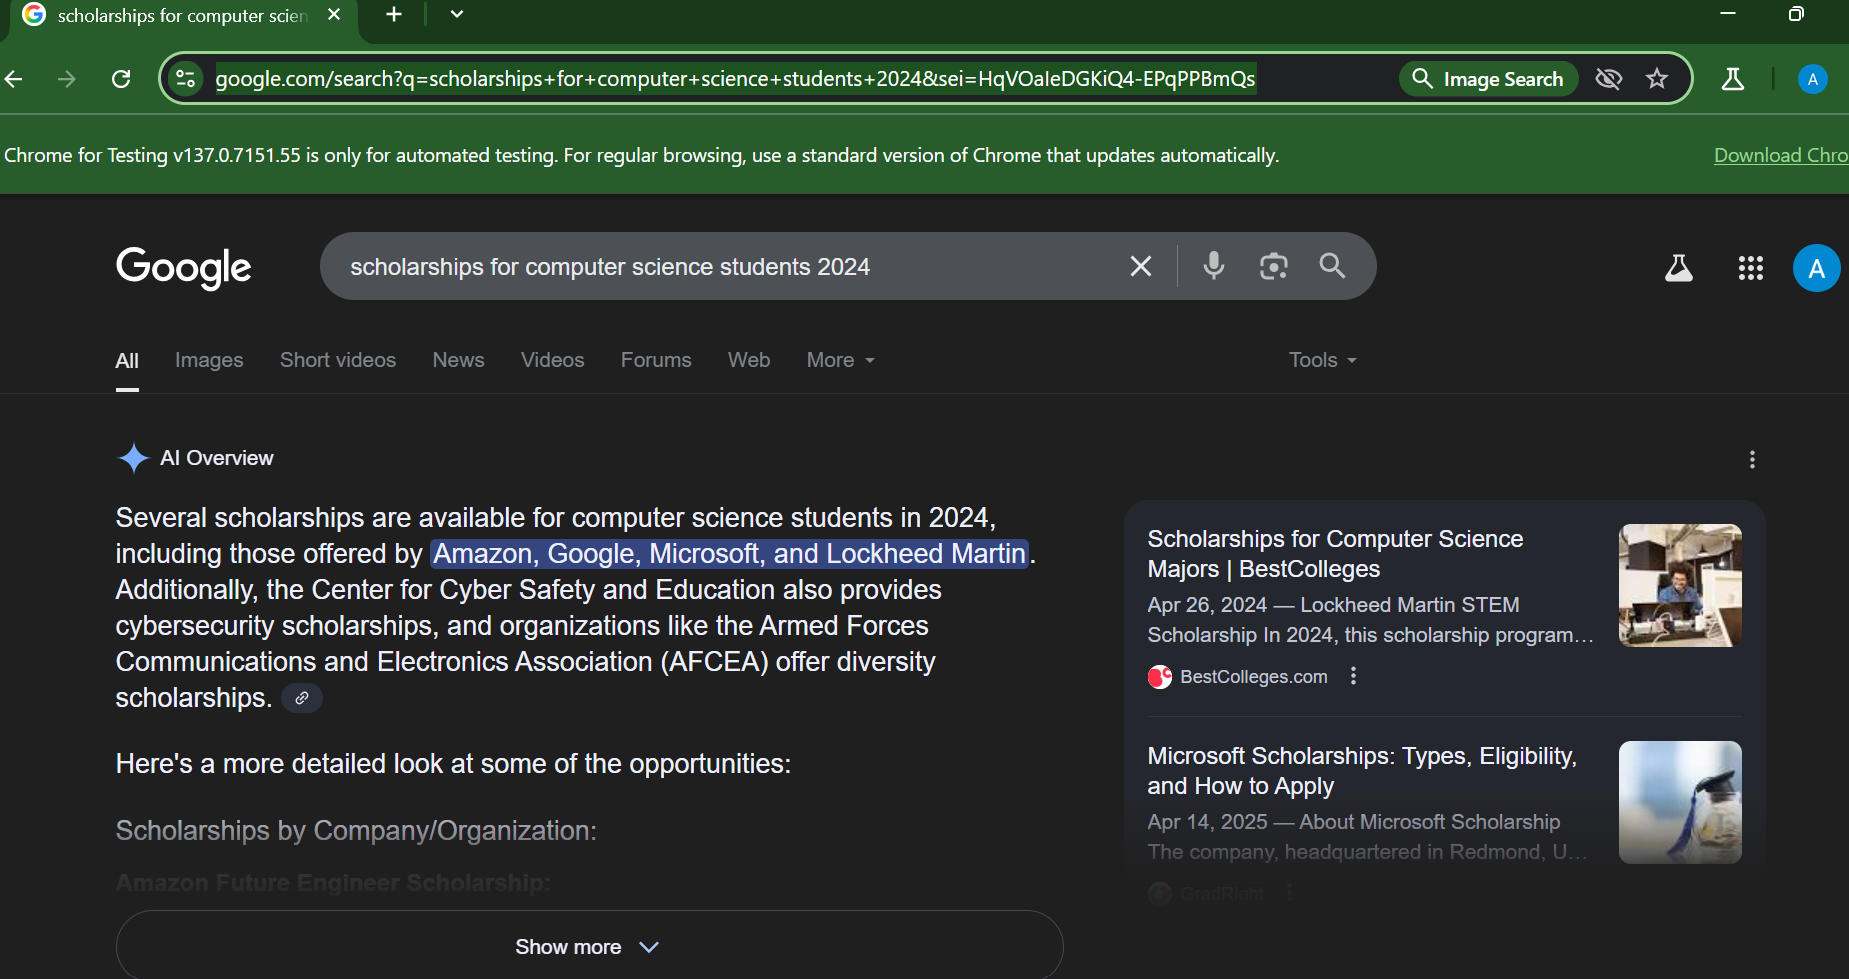 scholarships for computer scien
google.com/search?q=scholarships+for+computer+science+students+2024&sei=HqVOaIeDGKiQ4-EPqPPBmQs
Image Search
A
Chrome for Testing v137.0.7151.55 is only for automated testing. For regular browsing, use a standard version of Chrome that updates automatically.
Download Chro
Google
scholarships for computer science students 2024
A
All
Images
Short videos
News
Videos
Forums
Web
More
Tools
AI Overview
Several scholarships are available for computer science students in 2024,
including those offered by Amazon, Google, Microsoft, and Lockheed Martin.
Additionally, the Center for Cyber Safety and Education also provides
cybersecurity scholarships, and organizations like the Armed Forces
Communications and Electronics Association (AFCEA) offer diversity
scholarships.
Here's a more detailed look at some of the opportunities:
Scholarships by Company/Organization:
Amazon Future Engineer Scholarship:
Show more
Scholarships for Computer Science
Majors | BestColleges
Apr 26, 2024 — Lockheed Martin STEM
Scholarship In 2024, this scholarship program...
BestColleges.com
Microsoft Scholarships: Types, Eligibility,
and How to Apply
Apr 14, 2025 — About Microsoft Scholarship
The company, headquartered in Redmond, U...
GradRight